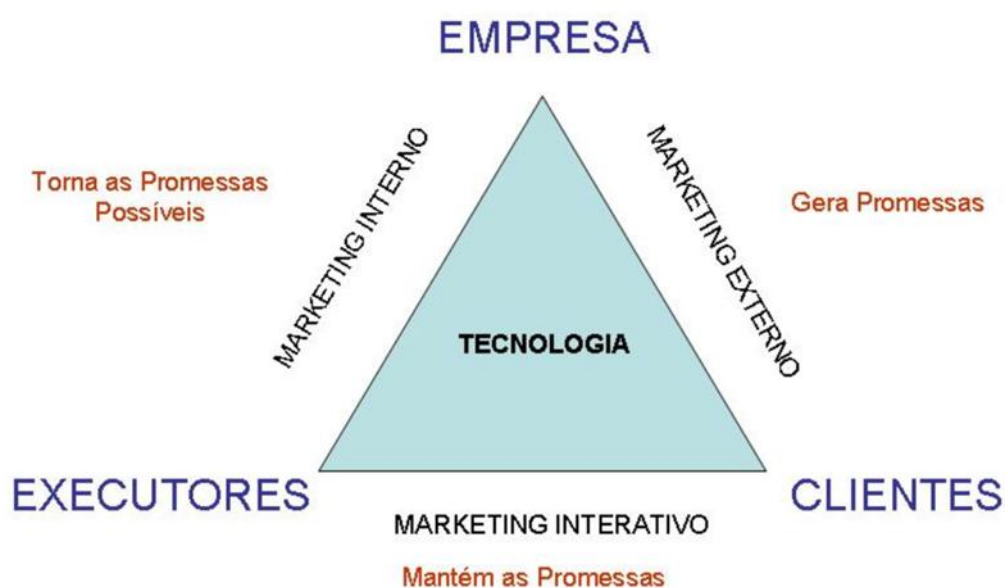 EMPRESA
MARKETING INTERNO
MARKETING EXTERNO
Torna as Promessas
Possíveis
Gera Promessas
TECNOLOGIA
EXECUTORES
CLIENTES
MARKETING INTERATIVO
Mantém as Promessas